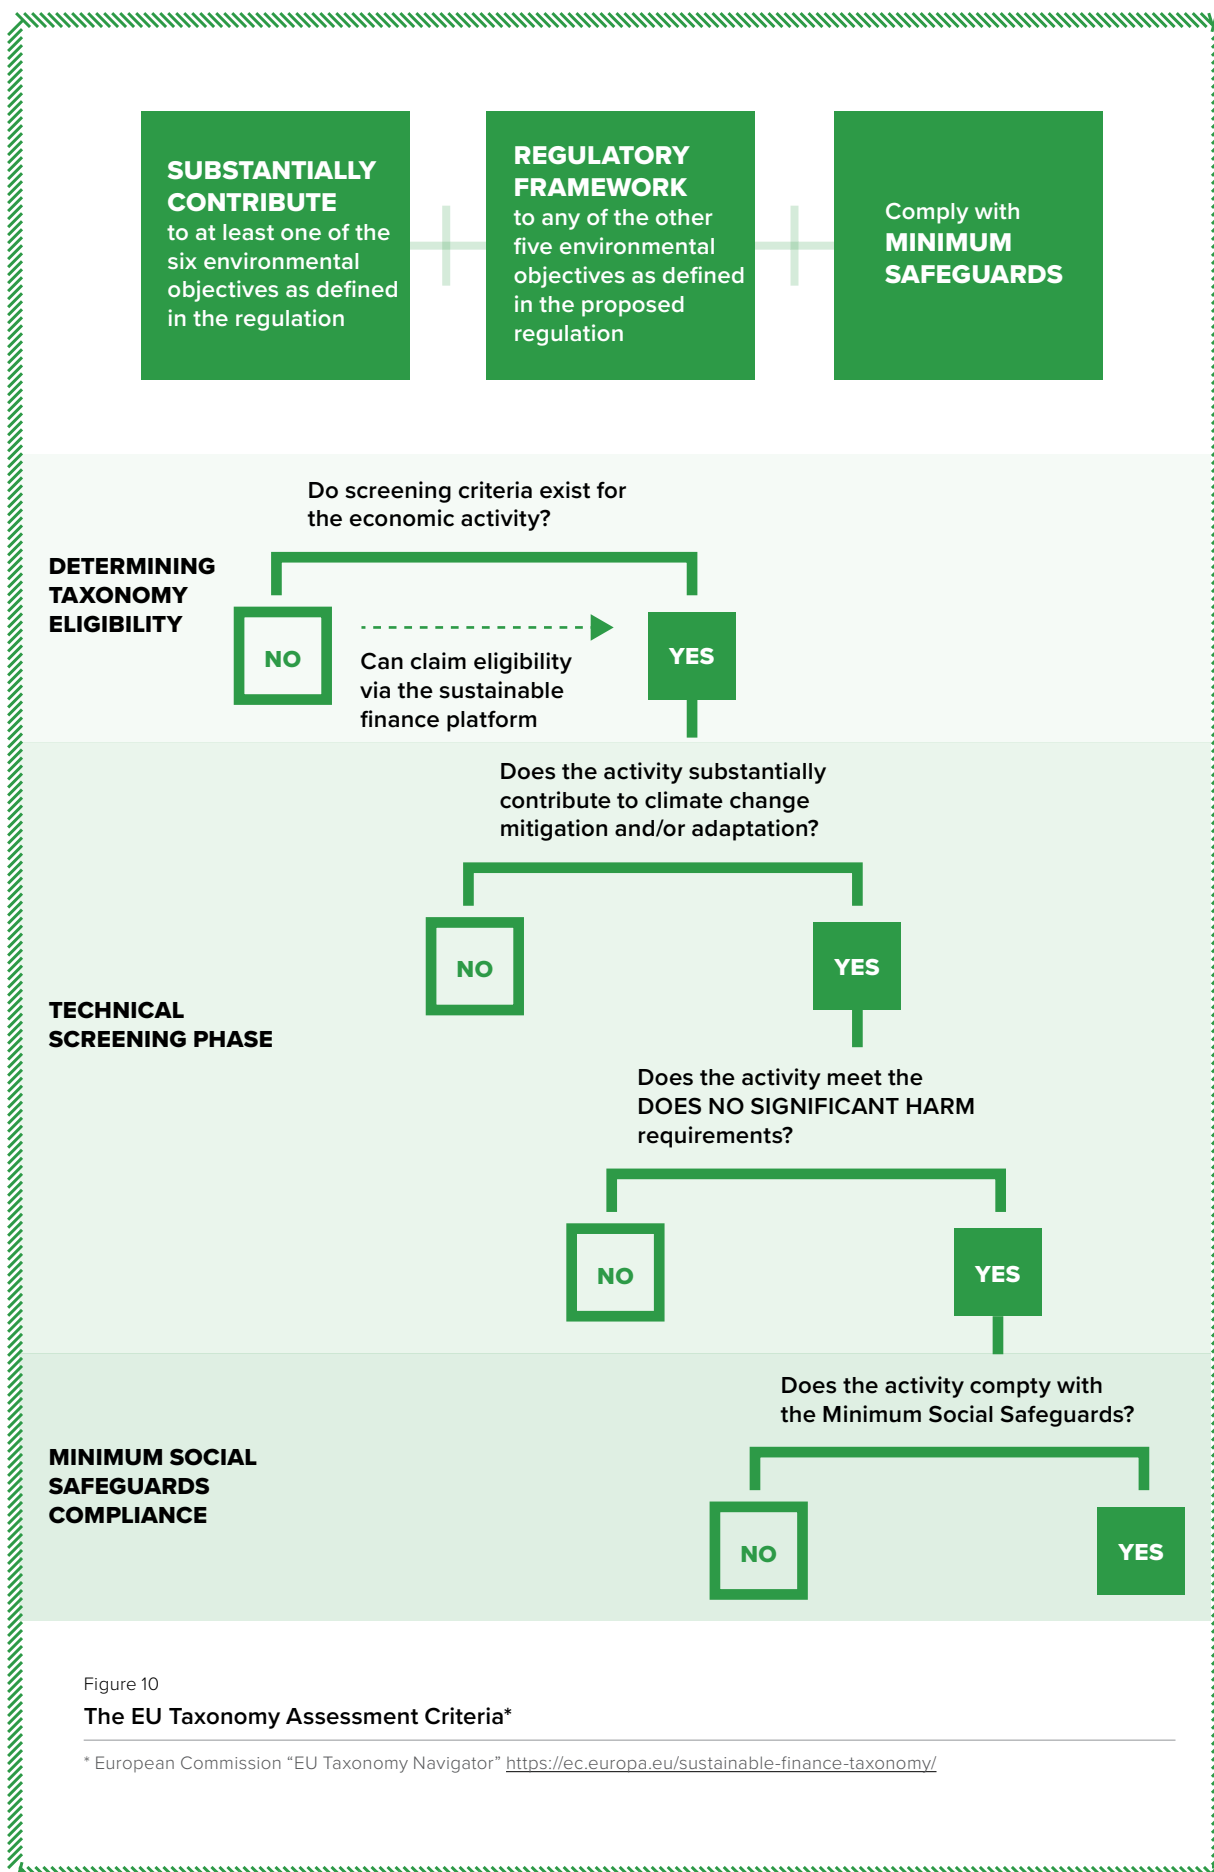 SUBSTANTIALLY
CONTRIBUTE
to at least one of the
six environmental
objectives as defined
in the regulation
REGULATORY
FRAMEWORK
to any of the other
five environmental
objectives as defined
in the proposed
regulation
Comply with
MINIMUM
SAFEGUARDS
Do screening criteria exist for
the economic activity?
DETERMINING
TAXONOMY
ELIGIBILITY
NO
Can claim eligibility
via the sustainable
finance platform
YES
Does the activity substantially
contribute to climate change
mitigation and/or adaptation?
NO
YES
TECHNICAL
SCREENING PHASE
Does the activity meet the
DOES NO SIGNIFICANT HARM
requirements?
NO
YES
Does the activity compty with
the Minimum Social Safeguards?
MINIMUM SOCIAL
SAFEGUARDS
COMPLIANCE
NO
YES
Figure 10
The EU Taxonomy Assessment Criteria*
* European Commission “EU Taxonomy Navigator” https://ec.europa.eu/sustainable-finance-taxonomy/